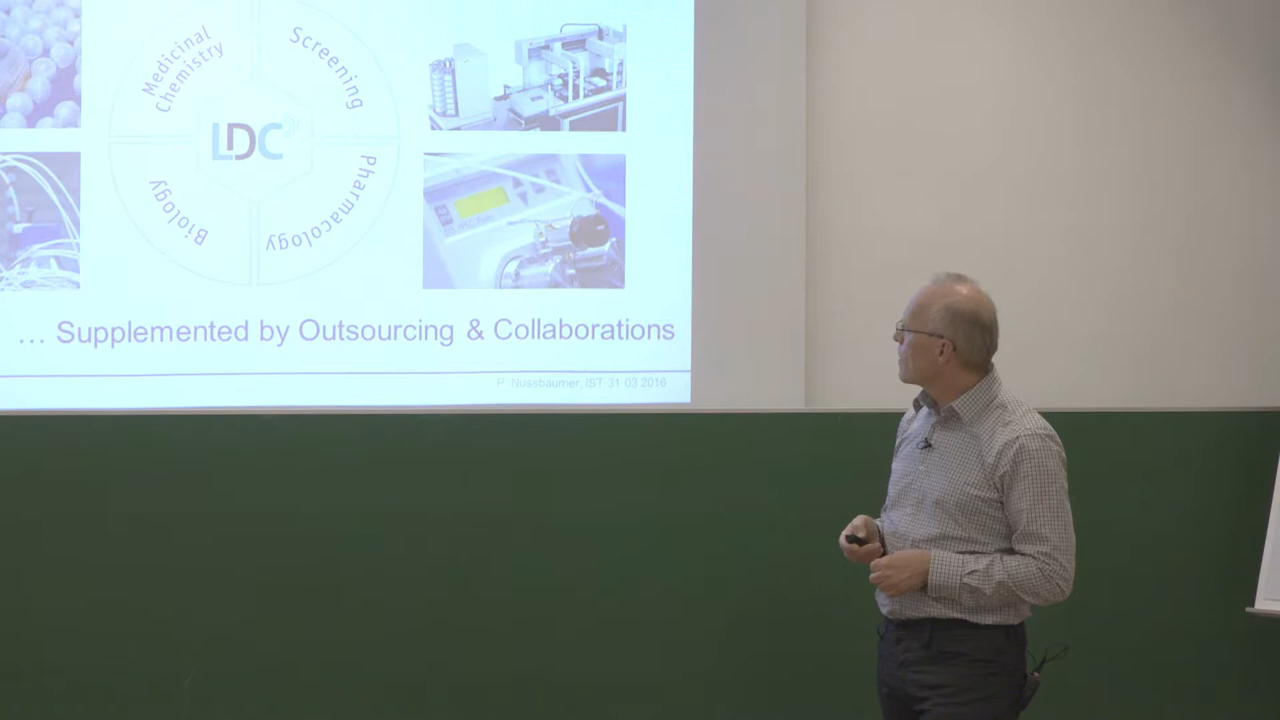 Medicinal
Chemistry
Screening
LDC
Biology
Pharmacology
… Supplemented by Outsourcing & Collaborations
P. Nussbaumer, IST 31 03 2016